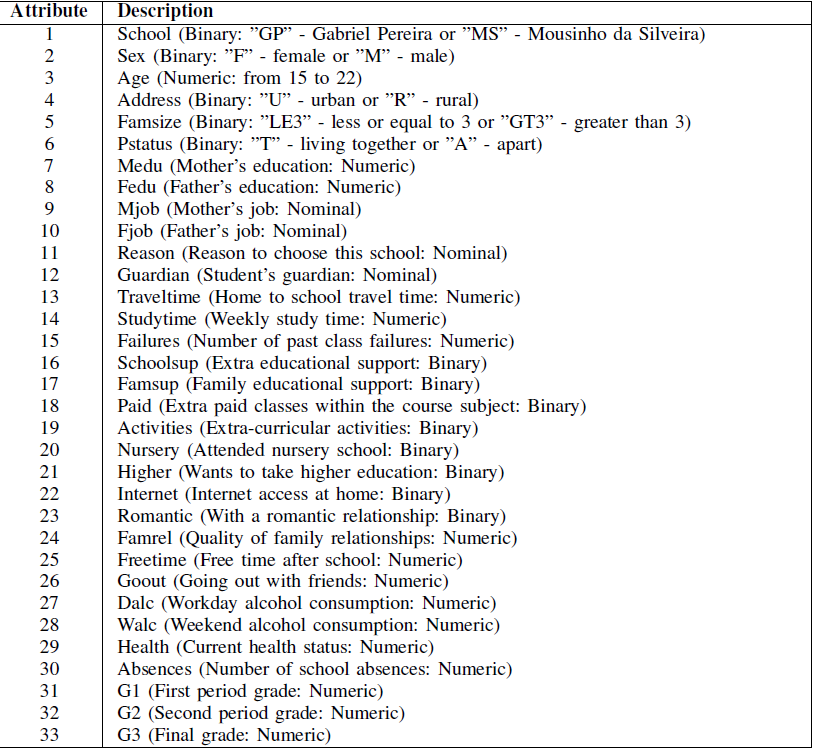 Attribute Description
1 School (Binary: ”GP” - Gabriel Pereira or ”MS” - Mousinho da Silveira)
2 Sex (Binary: ”F” - female or ”M” - male)
3 Age (Numeric: from 15 to 22)
4 Address (Binary: ”U” - urban or ”R” - rural)
5 Famsize (Binary: ”LE3” - less or equal to 3 or ”GT3” - greater than 3)
6 Pstatus (Binary: ”T” - living together or ”A” - apart)
7 Medu (Mother’s education: Numeric)
8 Fedu (Father’s education: Numeric)
9 Mjob (Mother’s job: Nominal)
10 Fjob (Father’s job: Nominal)
11 Reason (Reason to choose this school: Nominal)
12 Guardian (Student’s guardian: Nominal)
13 Traveltime (Home to school travel time: Numeric)
14 Studytime (Weekly study time: Numeric)
15 Failures (Number of past class failures: Numeric)
16 Schoolsup (Extra educational support: Binary)
17 Famsup (Family educational support: Binary)
18 Paid (Extra paid classes within the course subject: Binary)
19 Activities (Extra-curricular activities: Binary)
20 Nursery (Attended nursery school: Binary)
21 Higher (Wants to take higher education: Binary)
22 Internet (Internet access at home: Binary)
23 Romantic (With a romantic relationship: Binary)
24 Famrel (Quality of family relationships: Numeric)
25 Freetime (Free time after school: Numeric)
26 Goout (Going out with friends: Numeric)
27 Dalc (Workday alcohol consumption: Numeric)
28 Walc (Weekend alcohol consumption: Numeric)
29 Health (Current health status: Numeric)
30 Absences (Number of school absences: Numeric)
31 G1 (First period grade: Numeric)
32 G2 (Second period grade: Numeric)
33 G3 (Final grade: Numeric)